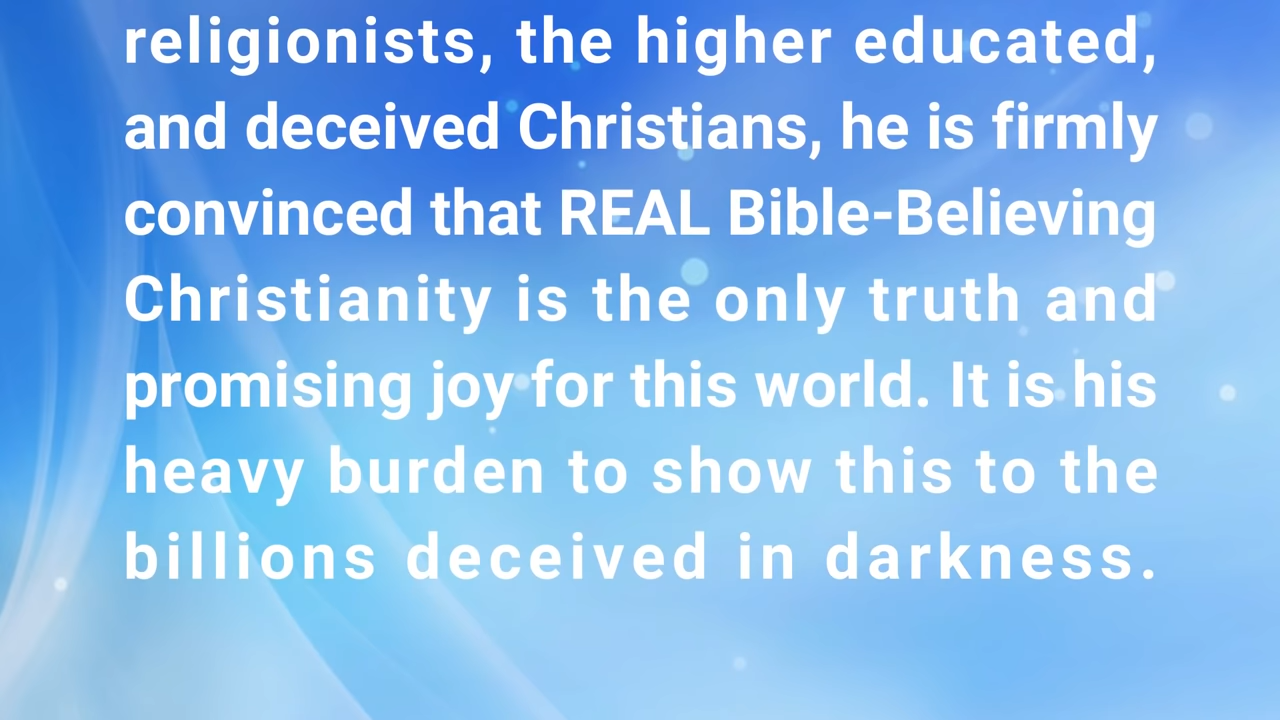 religionists, the higher educated,
and deceived Christians, he is firmly
convinced that REAL Bible-Believing
Christianity is the only truth and
promising joy for this world. It is his
heavy burden to show this to the
billions deceived in darkness.